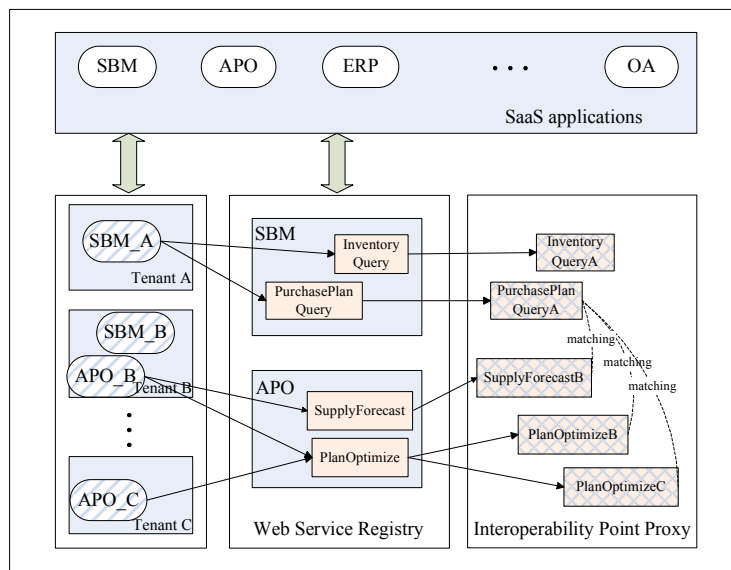 SBM
APO
ERP
...
OA
SaaS applications
SBM_A
Tenant A
SBM_B
APO_B
Tenant B
APO_C
Tenant C
SBM
Inventory
Query
PurchasePlan
Query
APO
SupplyForecast
PlanOptimize
Web Service Registry
Inventory
QueryA
PurchasePlan
QueryA
matching
matching
matching
SupplyForecastB
PlanOptimizeB
PlanOptimizeC
Interoperability Point Proxy